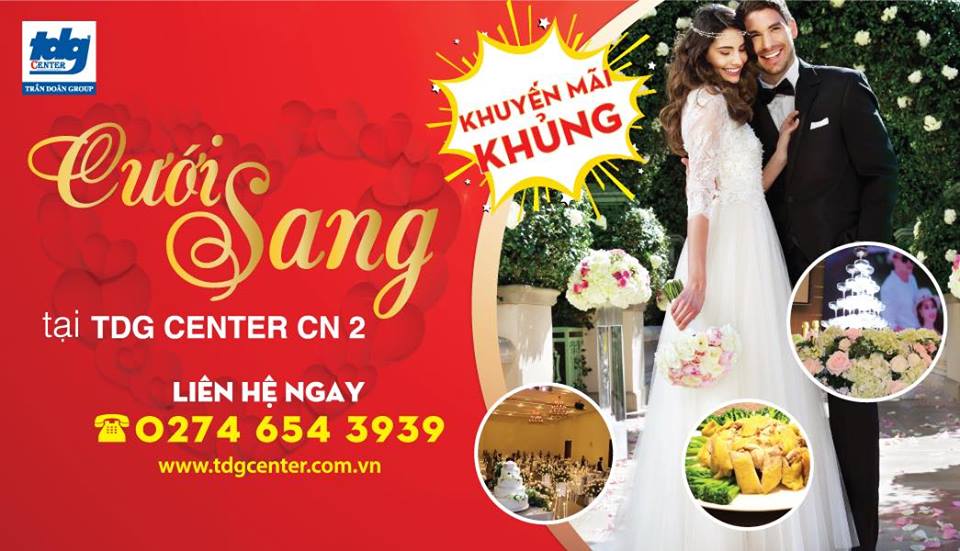 tdg
CENTER
TRẦN DOÃN GROUP
KHUYẾN MÃI
KHỦNG
Cưới
Sang
tại TDG CENTER CN 2
LIÊN HỆ NGAY
☎0274 654 3939
www.tdgcenter.com.vn